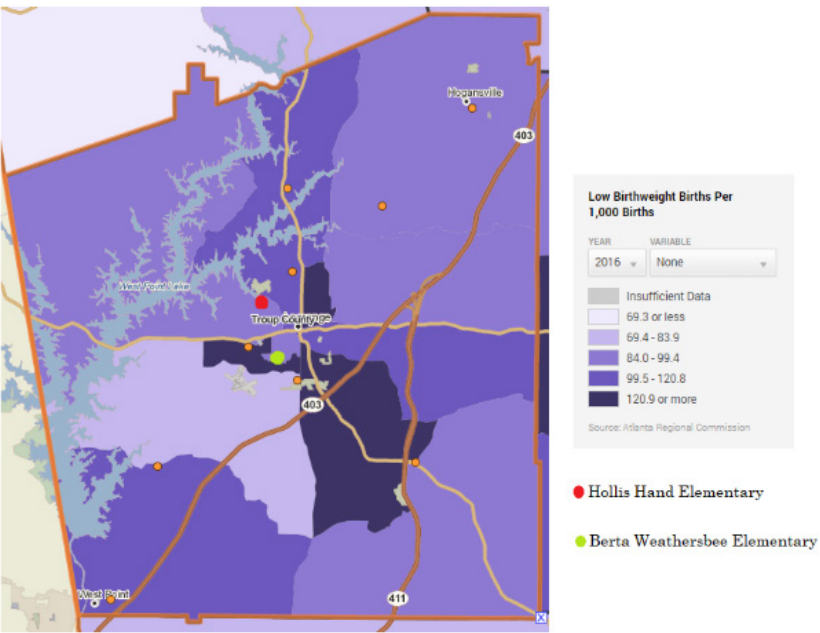 Hogansville
403
West Point Lake
Troup County
403
West Point
411
Low Birthweight Births Per
1,000 Births
YEAR VARIABLE
2016 None
Insufficient Data
69.3 or less
69.4 - 83.9
84.0 - 99.4
99.5 - 120.8
120.9 or more
Source: Atlanta Regional Commission
Hollis Hand Elementary
Berta Weathersbee Elementary